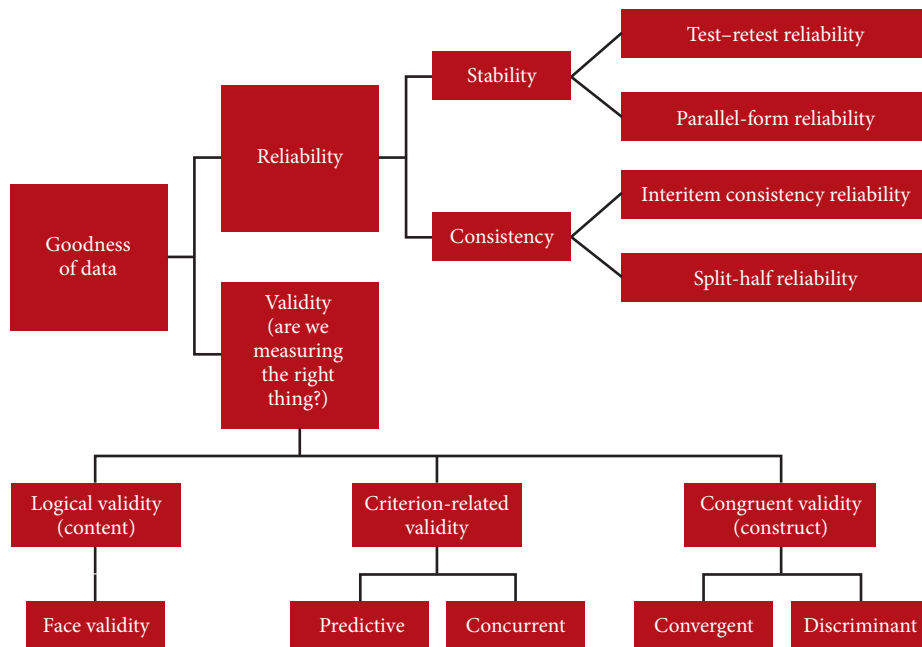 Test–retest reliability
Stability
Parallel-form reliability
Reliability
Interitem consistency reliability
Consistency
Split-half reliability
Goodness
of data
Validity
(are we
measuring
the right
thing?)
Logical validity
(content)
Criterion-related
validity
Congruent validity
(construct)
Face validity
Predictive
Concurrent
Convergent
Discriminant